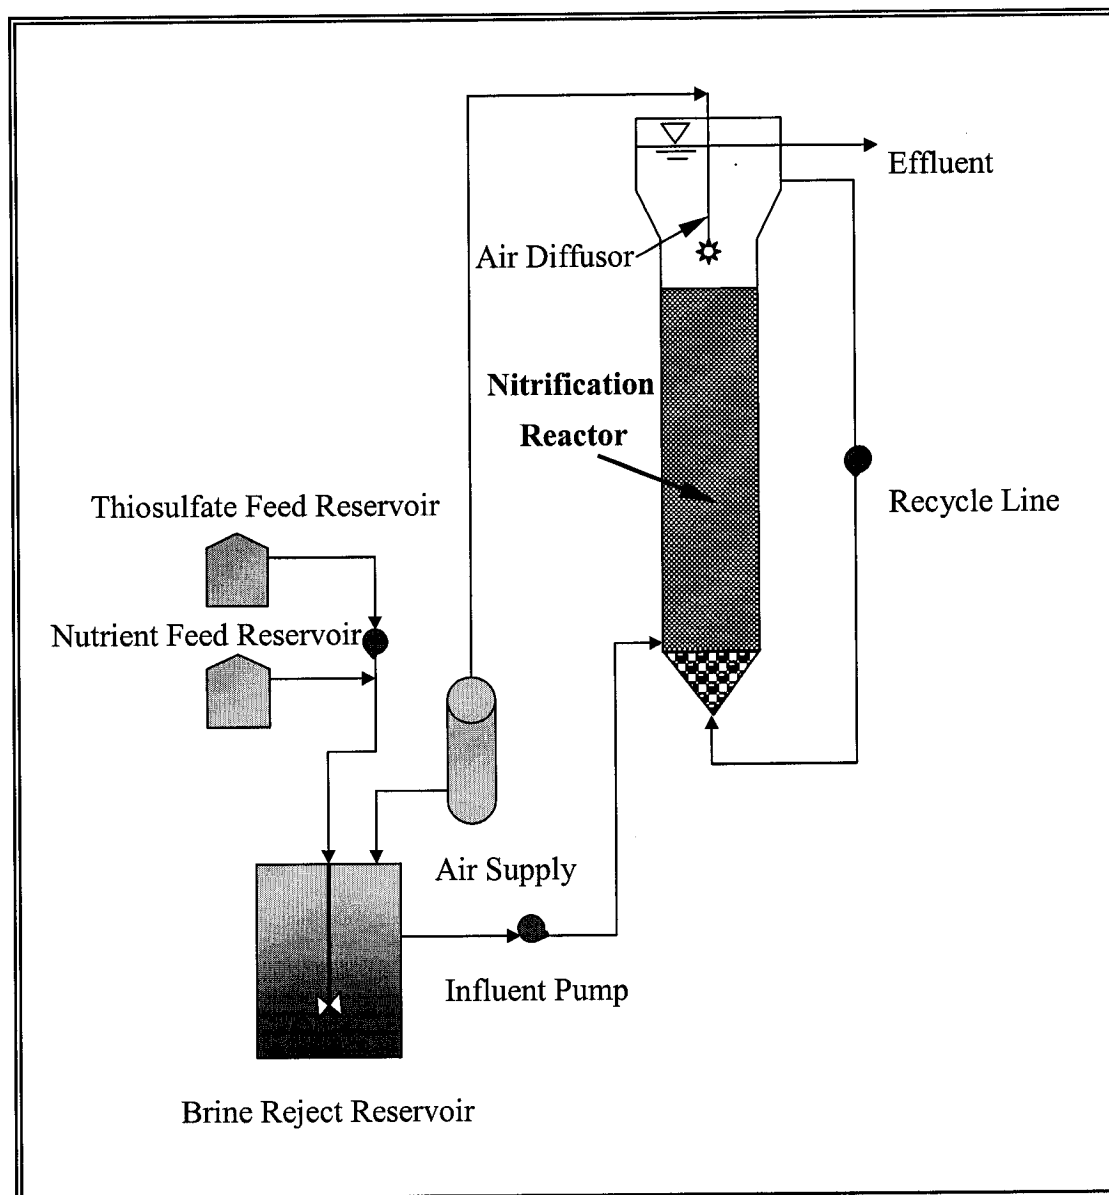 Effluent
Air Diffusor
Nitrification
Reactor
Recycle Line
Thiosulfate Feed Reservoir
Nutrient Feed Reservoir
Air Supply
Influent Pump
Brine Reject Reservoir